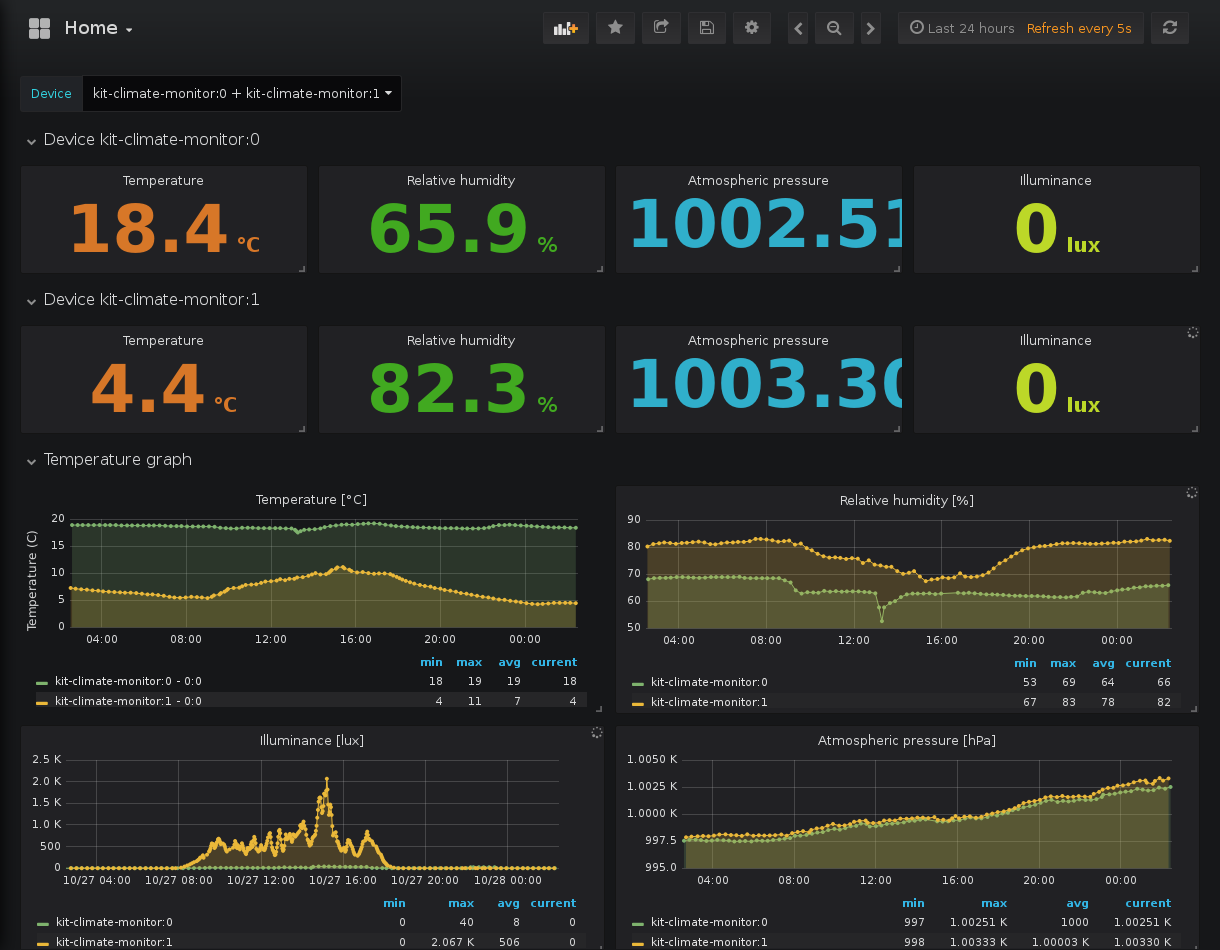 Home
Last 24 hours Refresh every 5s
Device kit-climate-monitor:0 + kit-climate-monitor:1
Device kit-climate-monitor:0
Temperature Relative humidity Atmospheric pressure Illuminance
18.4 °C 65.9 % 1002.51 0 lux
Device kit-climate-monitor:1
Temperature Relative humidity Atmospheric pressure Illuminance
4.4 °C 82.3 % 1003.30 0 lux
Temperature graph
Temperature [°C]
Temperature (C)
20
15
10
5
0
04:00 08:00 12:00 16:00 20:00 00:00
min max avg current
kit-climate-monitor:0 - 0:0 18 19 19 18
kit-climate-monitor:1 - 0:0 4 11 7 4
Relative humidity [%]
90
80
70
60
50
04:00 08:00 12:00 16:00 20:00 00:00
min max avg current
kit-climate-monitor:0 53 69 64 66
kit-climate-monitor:1 67 83 78 82
Illuminance [lux]
2.5 K
2.0 K
1.5 K
1.0 K
500
0
10/27 04:00 10/27 08:00 10/27 12:00 10/27 16:00 10/27 20:00 10/28 00:00
min max avg current
kit-climate-monitor:0 0 40 8 0
kit-climate-monitor:1 0 2.067 K 506 0
Atmospheric pressure [hPa]
1.0050 K
1.0025 K
1.0000 K
997.5
995.0
04:00 08:00 12:00 16:00 20:00 00:00
min max avg current
kit-climate-monitor:0 997 1.00251 K 1000 1.00251 K
kit-climate-monitor:1 998 1.00333 K 1.00003 K 1.00330 K